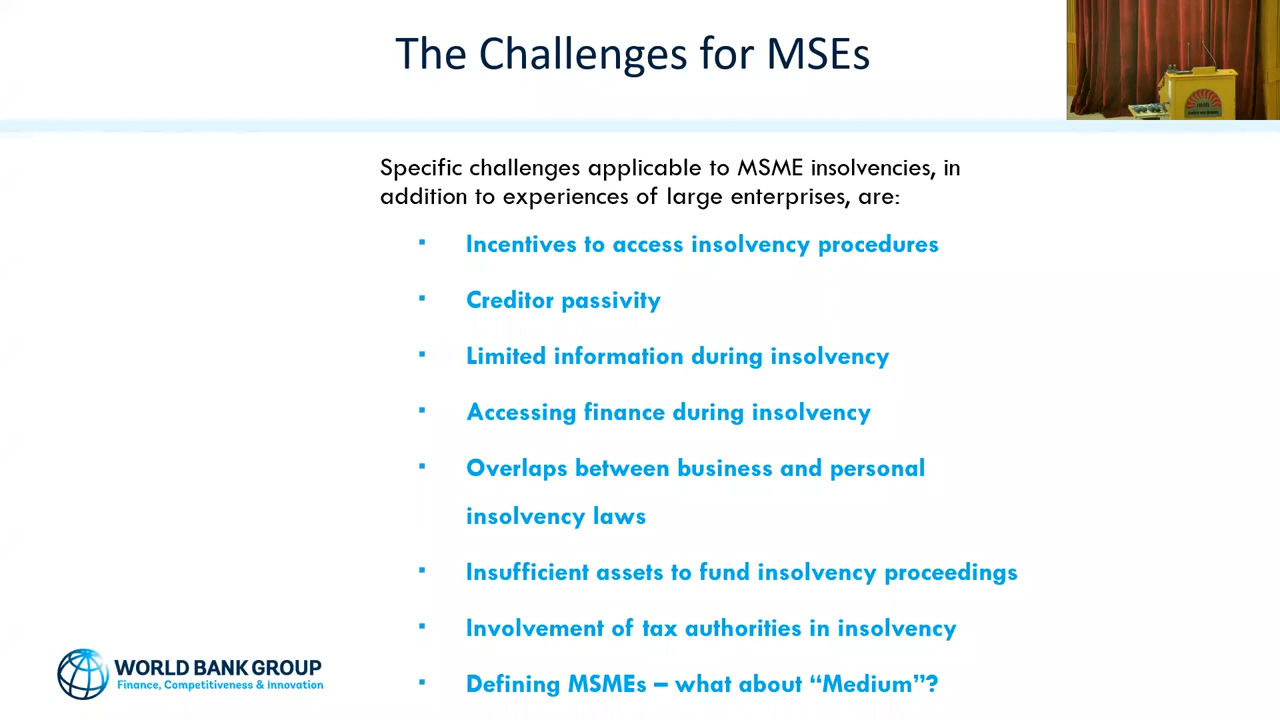 The Challenges for MSEs
Specific challenges applicable to MSME insolvencies, in
addition to experiences of large enterprises, are:
▪ Incentives to access insolvency procedures
▪ Creditor passivity
▪ Limited information during insolvency
▪ Accessing finance during insolvency
▪ Overlaps between business and personal
insolvency laws
▪ Insufficient assets to fund insolvency proceedings
▪ Involvement of tax authorities in insolvency
▪ Defining MSMEs – what about “Medium”?
WORLD BANK GROUP
Finance, Competitiveness & Innovation